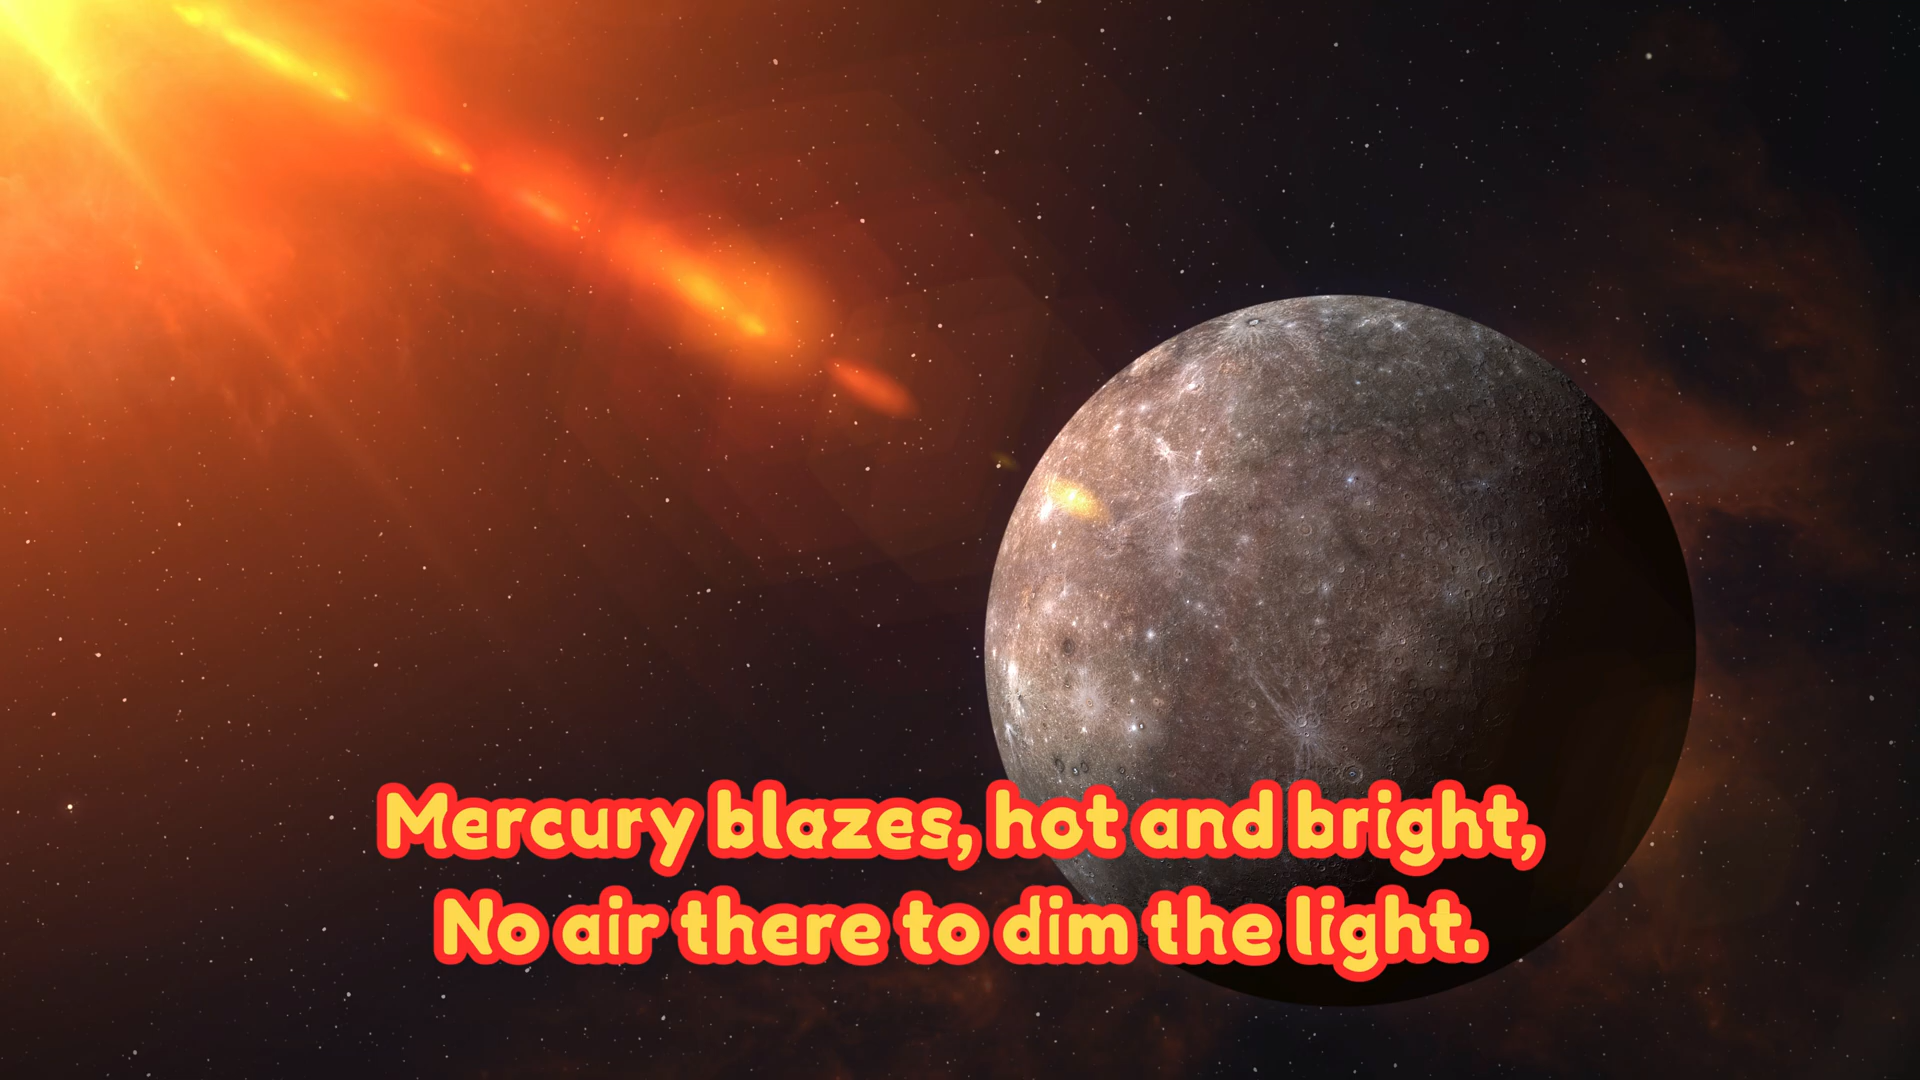 Mercury blazes, hot and bright,
No air there to dim the light.